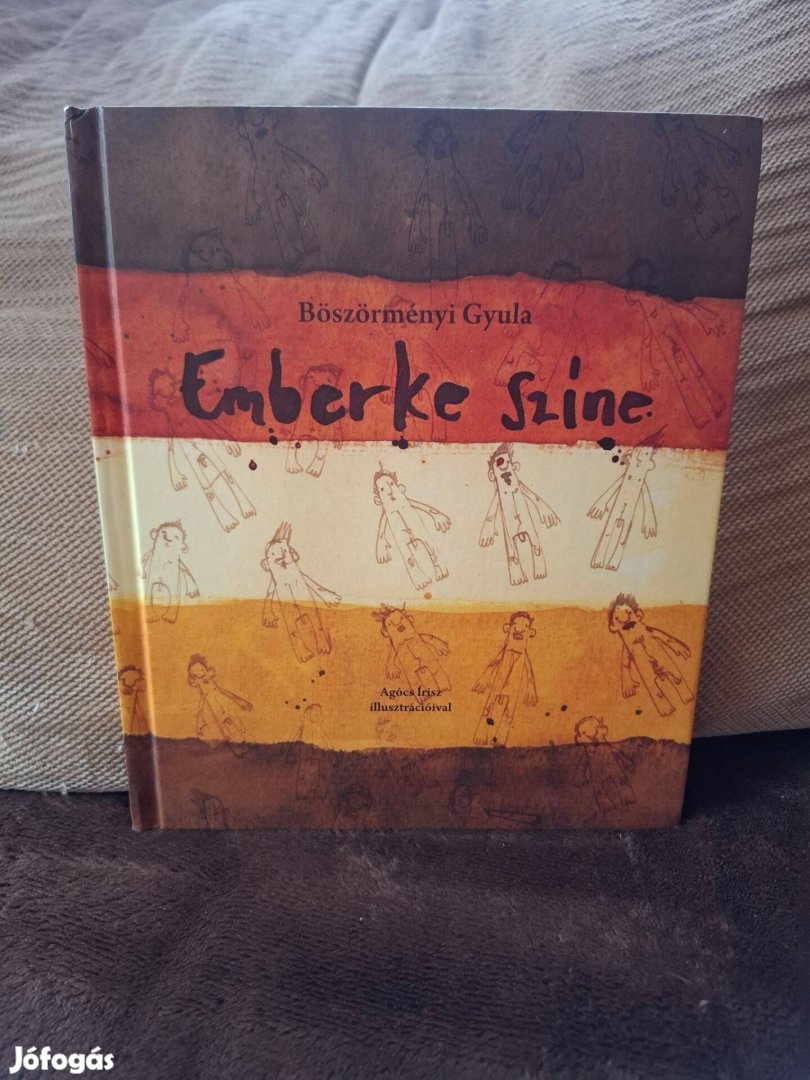 Böszörményi Gyula
Emberke színe
Agócs Írisz
illusztrációival
Jófogás